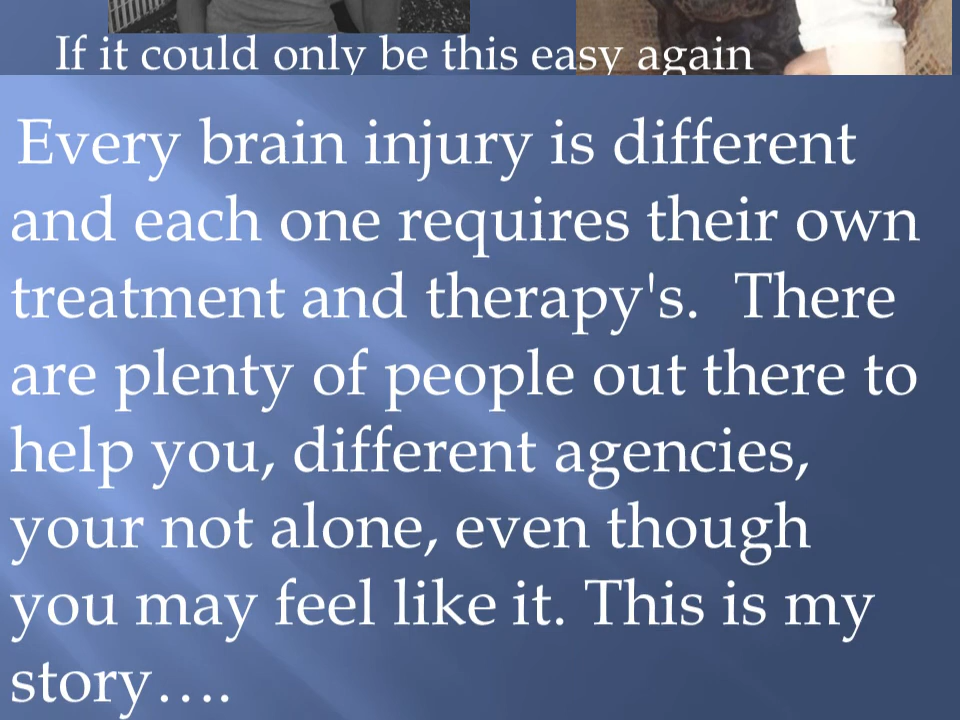 If it could only be this easy again
Every brain injury is different
and each one requires their own
treatment and therapy's.  There
are plenty of people out there to
help you, different agencies,
your not alone, even though
you may feel like it. This is my
story….